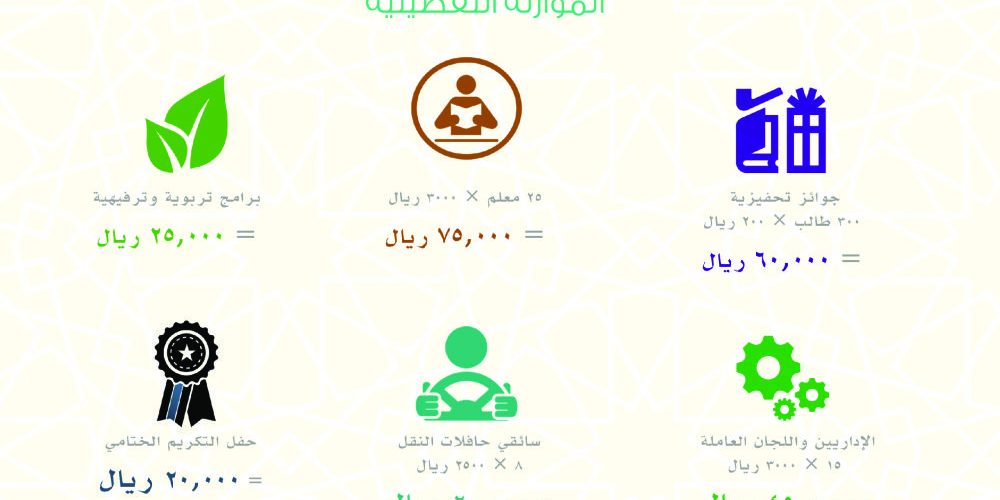 الموازنة التفصيلية
جوائز تحفيزية
٣٠٠ طالب × ٢٠٠ ريال
= ٦٠,٠٠٠ ريال
٢٥ معلم × ٣٠٠٠ ريال
= ٧٥,٠٠٠ ريال
برامج تربوية وترفيهية
= ٢٥,٠٠٠ ريال
الإداريين واللجان العاملة
١٥ × ٣٠٠٠ ريال
سائقي حافلات النقل
٨ × ٢٥٠٠ ريال
حفل التكريم الختامي
= ٢٠,٠٠٠ ريال